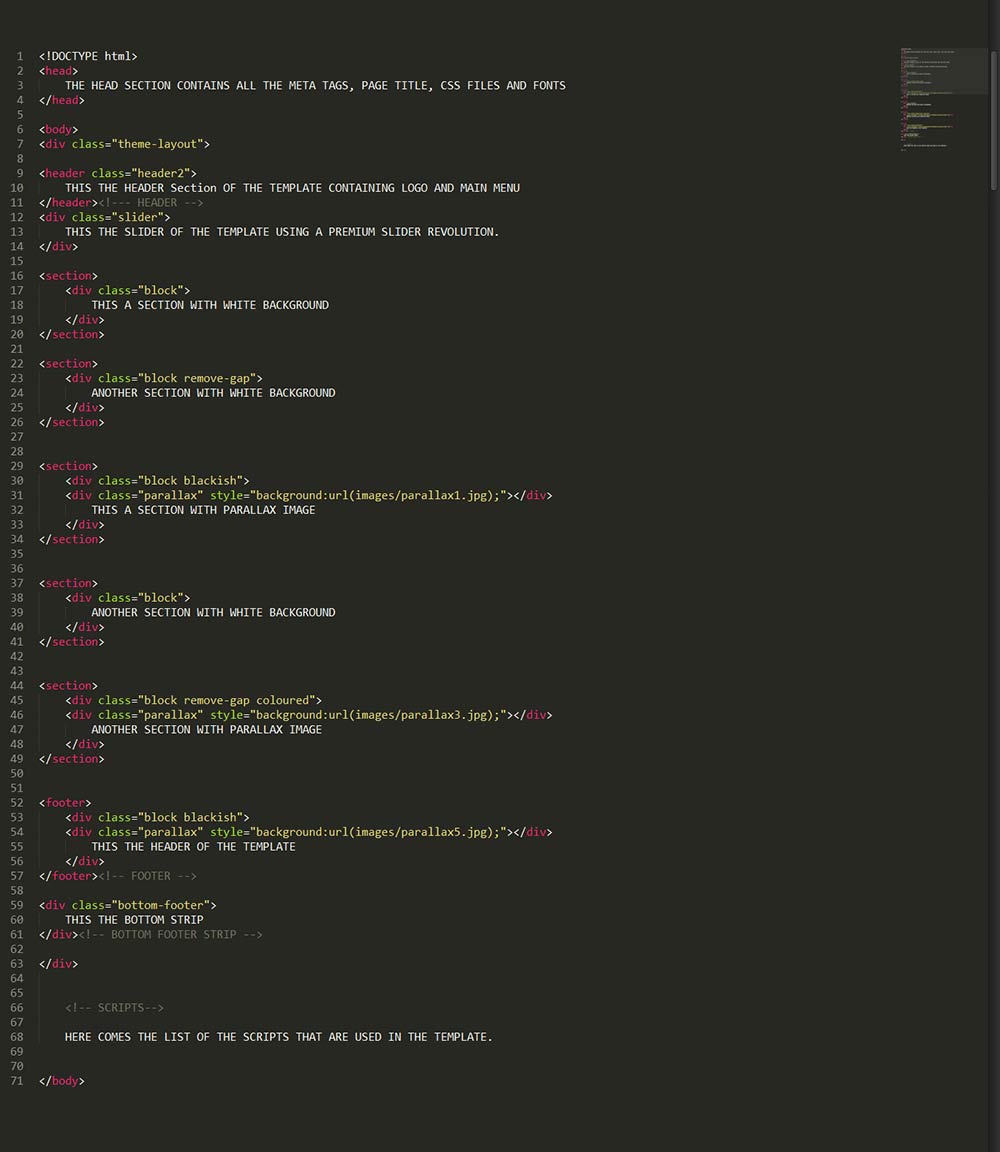 1 <!DOCTYPE html>
2 <head>
3 THE HEAD SECTION CONTAINS ALL THE META TAGS, PAGE TITLE, CSS FILES AND FONTS
4 </head>
5
6 <body>
7 <div class="theme-layout">
8
9 <header class="header2">
10 THIS THE HEADER Section OF THE TEMPLATE CONTAINING LOGO AND MAIN MENU
11 </header><!--- HEADER -->
12 <div class="slider">
13 THIS THE SLIDER OF THE TEMPLATE USING A PREMIUM SLIDER REVOLUTION.
14 </div>
15
16 <section>
17 <div class="block">
18 THIS A SECTION WITH WHITE BACKGROUND
19 </div>
20 </section>
21
22 <section>
23 <div class="block remove-gap">
24 ANOTHER SECTION WITH WHITE BACKGROUND
25 </div>
26 </section>
27
28
29 <section>
30 <div class="block blackish">
31 <div class="parallax" style="background:url(images/parallax1.jpg);"></div>
32 THIS A SECTION WITH PARALLAX IMAGE
33 </div>
34 </section>
35
36
37 <section>
38 <div class="block">
39 ANOTHER SECTION WITH WHITE BACKGROUND
40 </div>
41 </section>
42
43
44 <section>
45 <div class="block remove-gap coloured">
46 <div class="parallax" style="background:url(images/parallax3.jpg);"></div>
47 ANOTHER SECTION WITH PARALLAX IMAGE
48 </div>
49 </section>
50
51
52 <footer>
53 <div class="block blackish">
54 <div class="parallax" style="background:url(images/parallax5.jpg);"></div>
55 THIS THE HEADER OF THE TEMPLATE
56 </div>
57 </footer><!-- FOOTER -->
58
59 <div class="bottom-footer">
60 THIS THE BOTTOM STRIP
61 </div><!-- BOTTOM FOOTER STRIP -->
62
63 </div>
64
65
66 <!-- SCRIPTS-->
67
68 HERE COMES THE LIST OF THE SCRIPTS THAT ARE USED IN THE TEMPLATE.
69
70
71 </body>